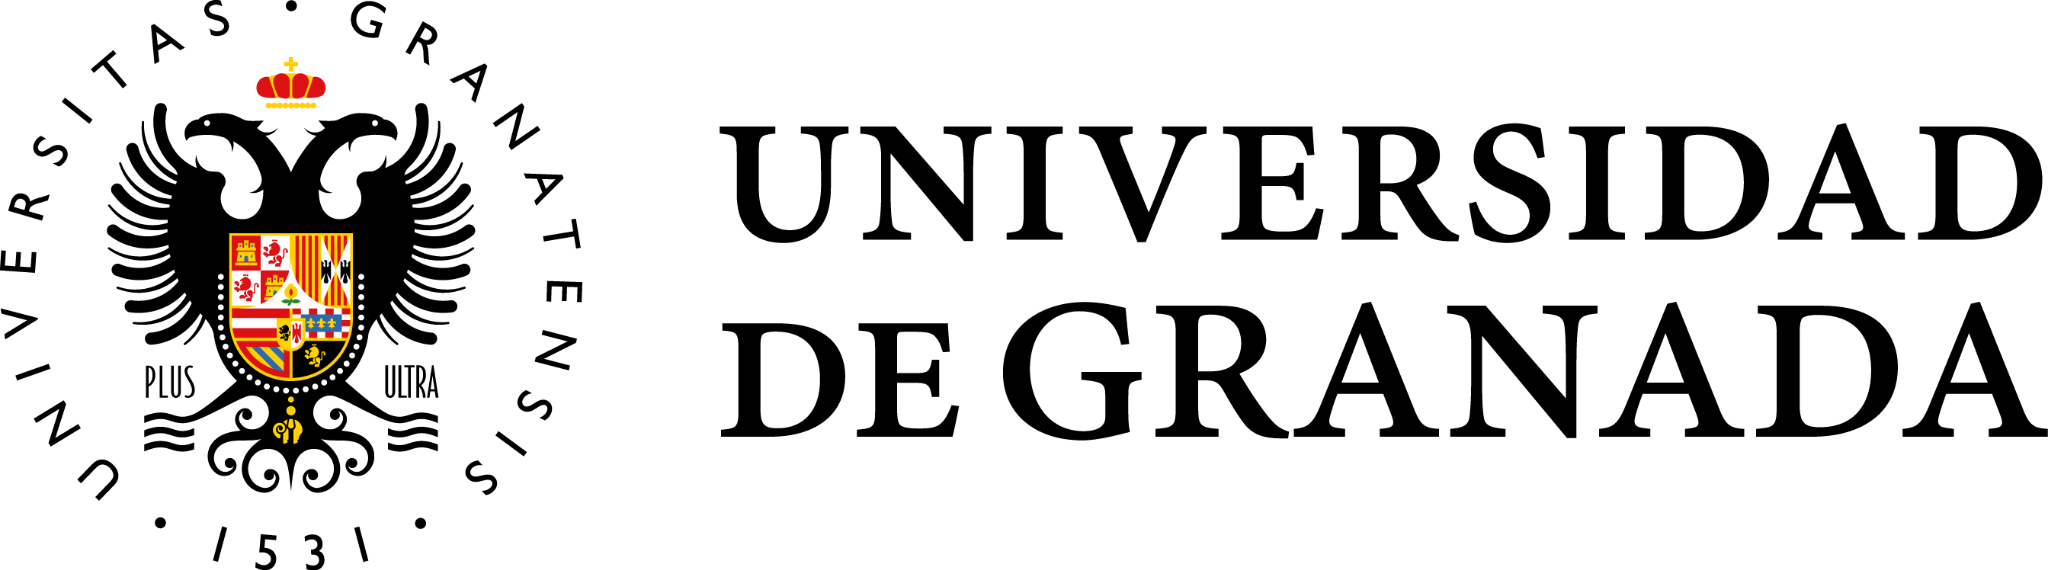 UNIVERSITAS · GRANATENSIS
· 1531 ·
PLUS ULTRA
UNIVERSIDAD
DE GRANADA